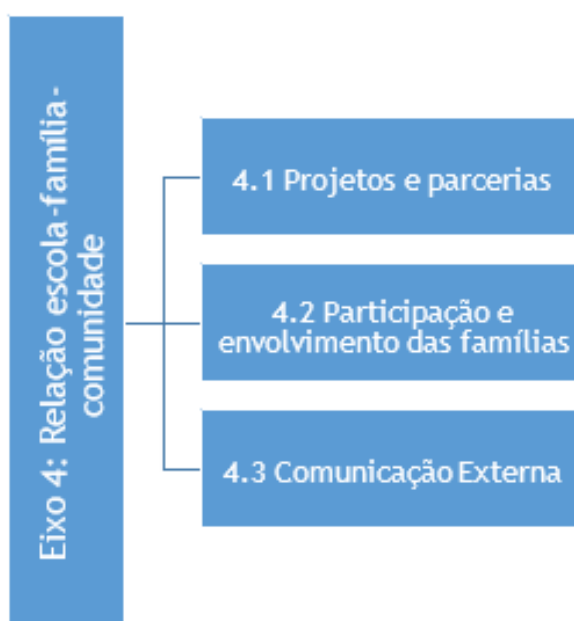 Eixo 4: Relação escola-família-
comunidade
4.1 Projetos e parcerias
4.2 Participação e
envolvimento das famílias
4.3 Comunicação Externa